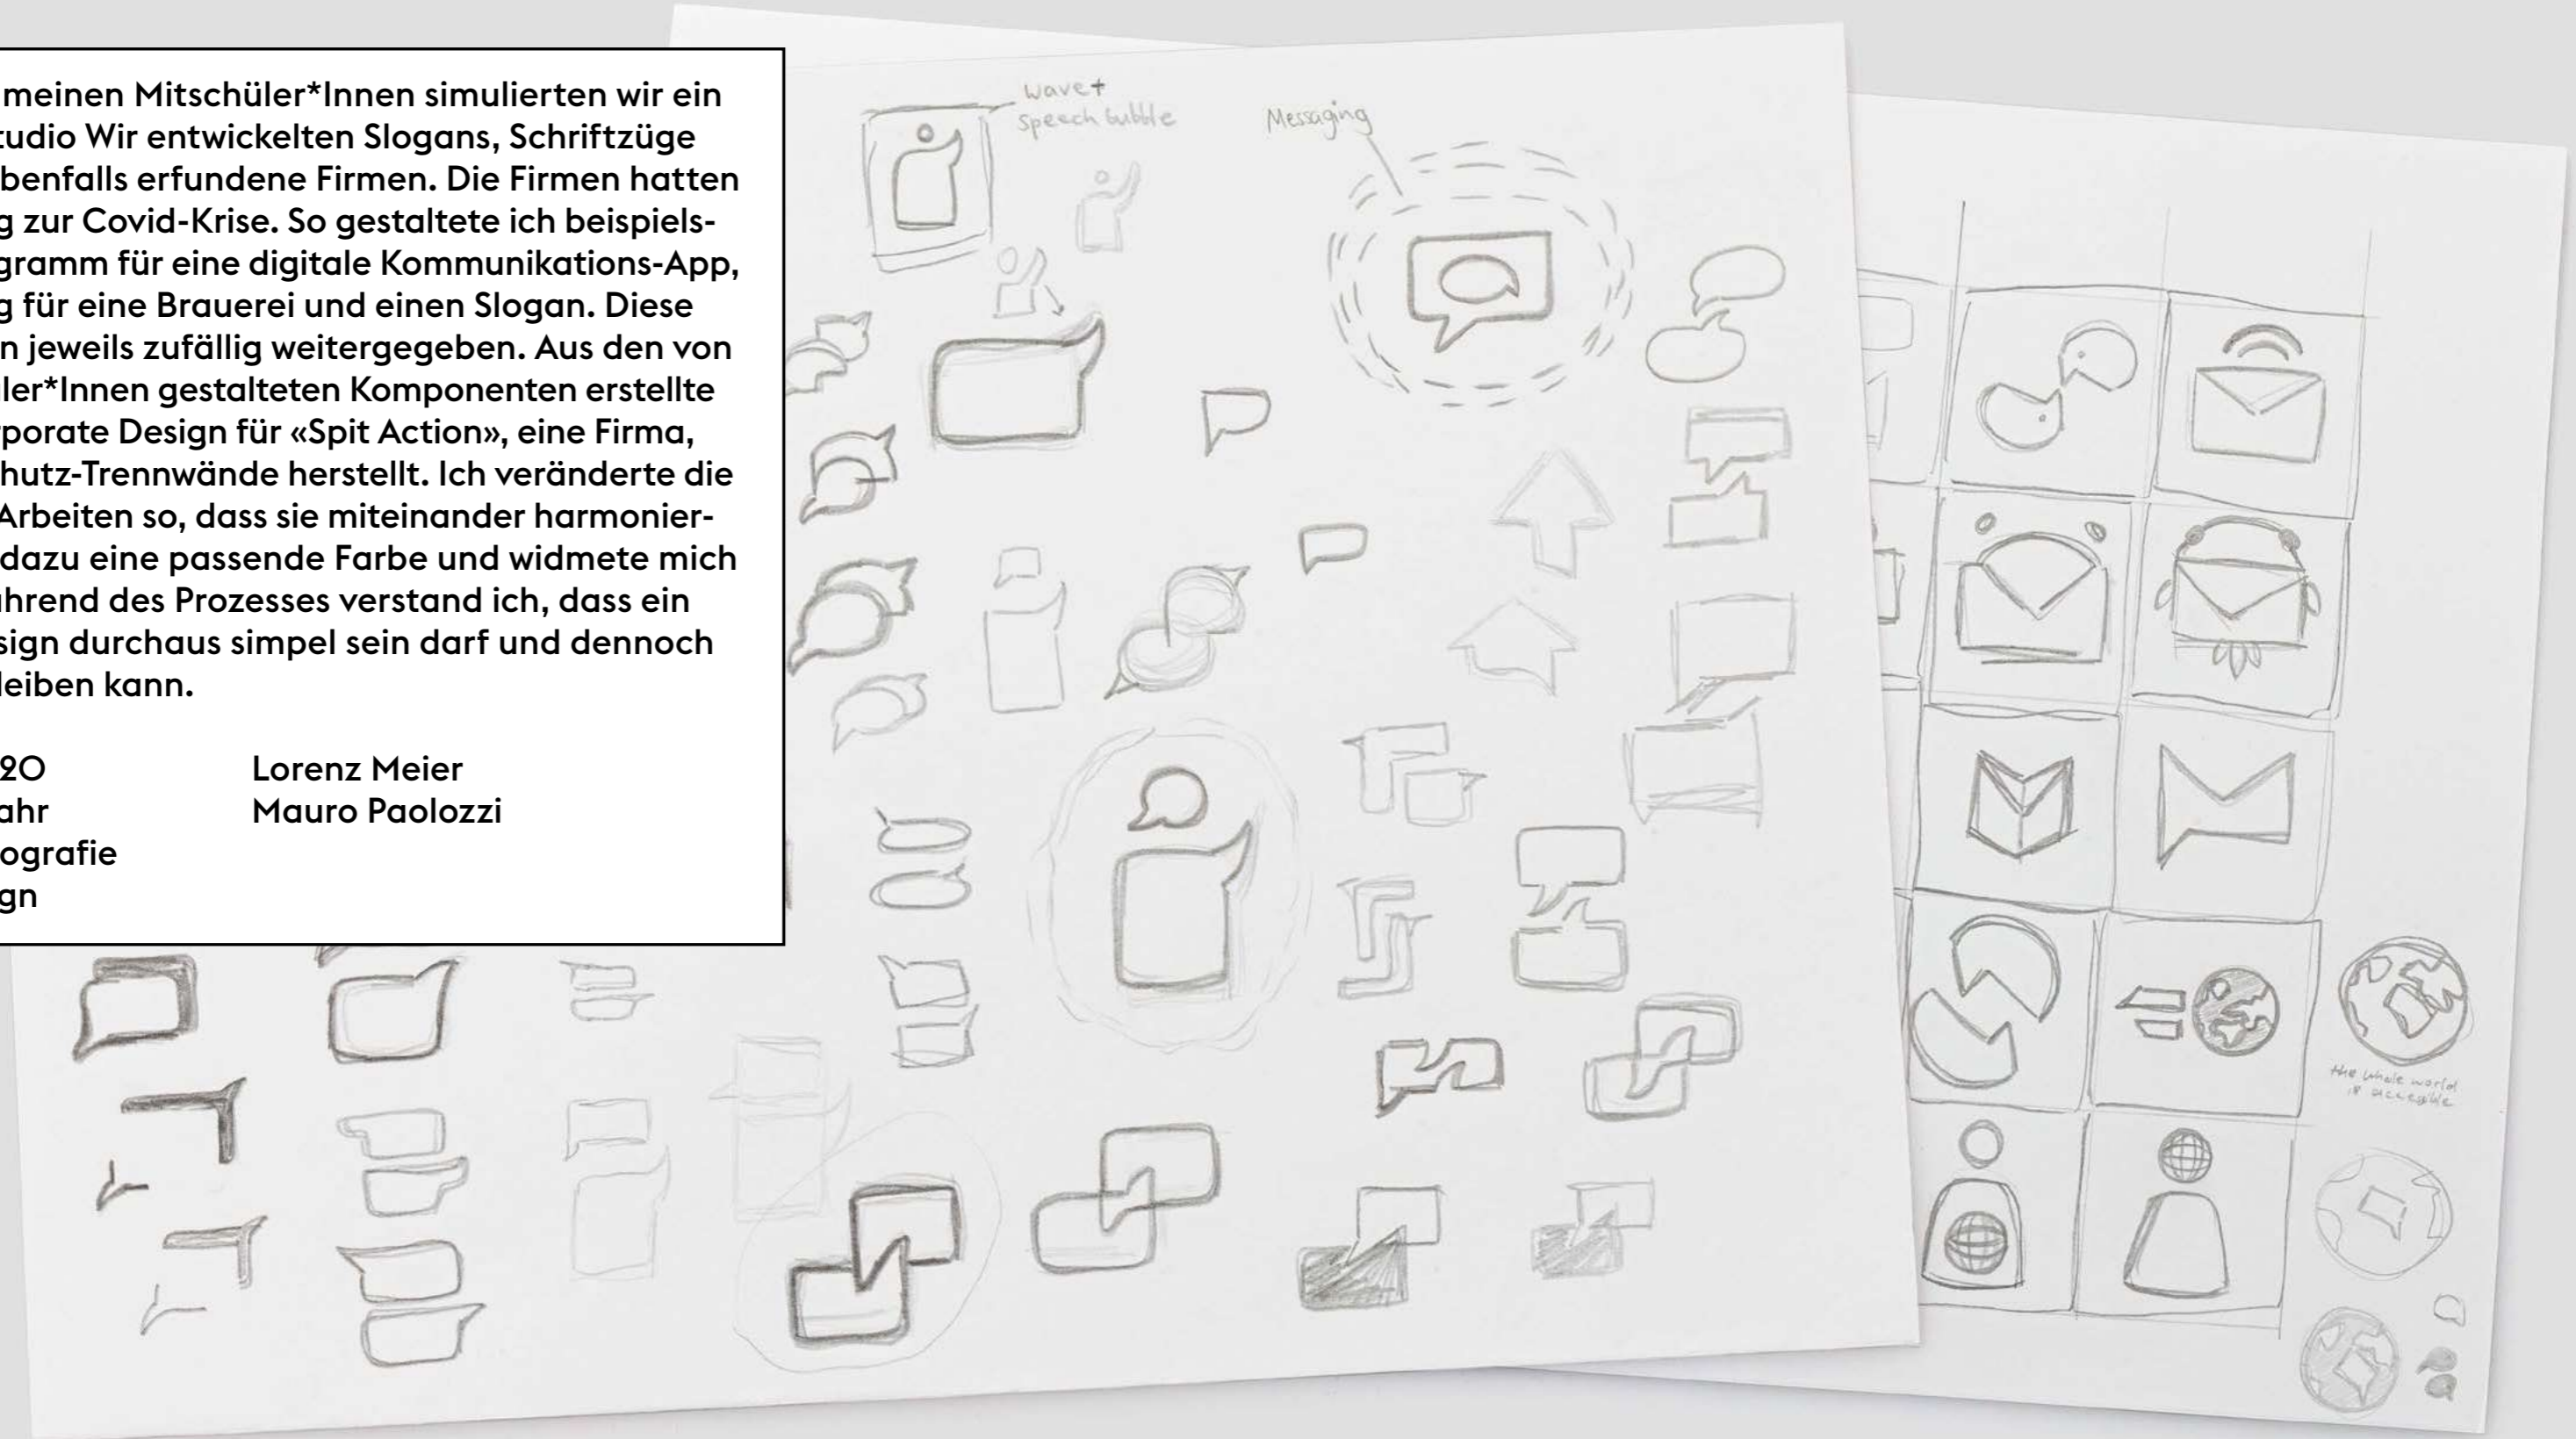 meinen Mitschüler*Innen simulierten wir ein
tudio Wir entwickelten Slogans, Schriftzüge
benfalls erfundene Firmen. Die Firmen hatten
g zur Covid-Krise. So gestaltete ich beispiels-
gramm für eine digitale Kommunikations-App,
g für eine Brauerei und einen Slogan. Diese
n jeweils zufällig weitergegeben. Aus den von
ler*Innen gestalteten Komponenten erstellte
porate Design für «Spit Action», eine Firma,
hutz-Trennwände herstellt. Ich veränderte die
Arbeiten so, dass sie miteinander harmonier-
dazu eine passende Farbe und widmete mich
ährend des Prozesses verstand ich, dass ein
sign durchaus simpel sein darf und dennoch
leiben kann.
20
ahr
ografie
gn
Lorenz Meier
Mauro Paolozzi
wave+
speech bubble
Messaging
the whole world
is accesible